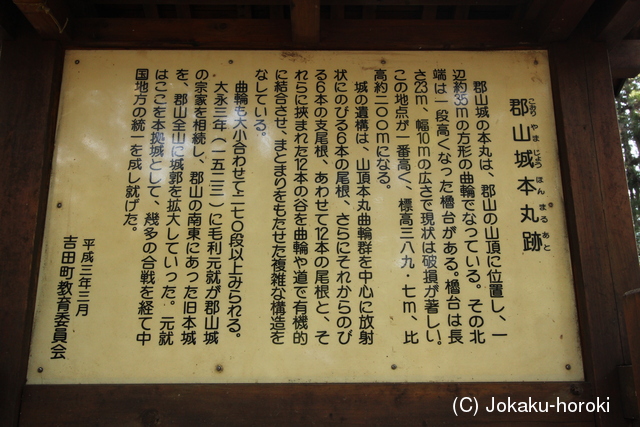 郡山城本丸跡
こおり やま じょう ほん まる あと
郡山城の本丸は、郡山の山頂に位置し、一
辺約35mの方形の曲輪でなっている。その北
端は一段高くなった櫓台がある。櫓台は長
さ23m、幅10mの広さで現状は破損が著しい。
この地点が一番高く、標高三八九・七m、比
高約二〇〇mになる。
城の遺構は、山頂本丸曲輪群を中心に放射
状にのびる6本の尾根、さらにそれからのび
る6本の支尾根、あわせて12本の尾根と、そ
れらに挟まれた12本の谷を曲輪や道で有機的
に結合させ、まとまりをもたせた複雑な構造を
なしている。
曲輪も大小合わせて二七〇段以上みられる。
大永三年(一五二三)に毛利元就が郡山城
の宗家を相続し、郡山の南東にあった旧本城
を、郡山全山に城郭を拡大していった。元就
はここを本拠城として、幾多の合戦を経て中
国地方の統一を成し就げた。
平成三年三月
吉田町教育委員会
(C) Jokaku-horoki